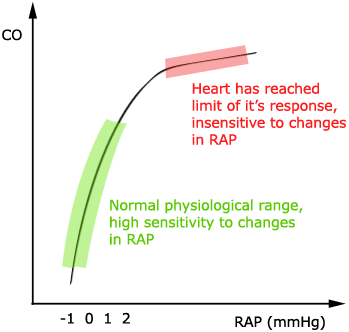 CO
Heart has reached
limit of it's response,
insensitive to changes
in RAP
Normal physiological range,
high sensitivity to changes
in RAP
-1 0 1 2 RAP (mmHg)